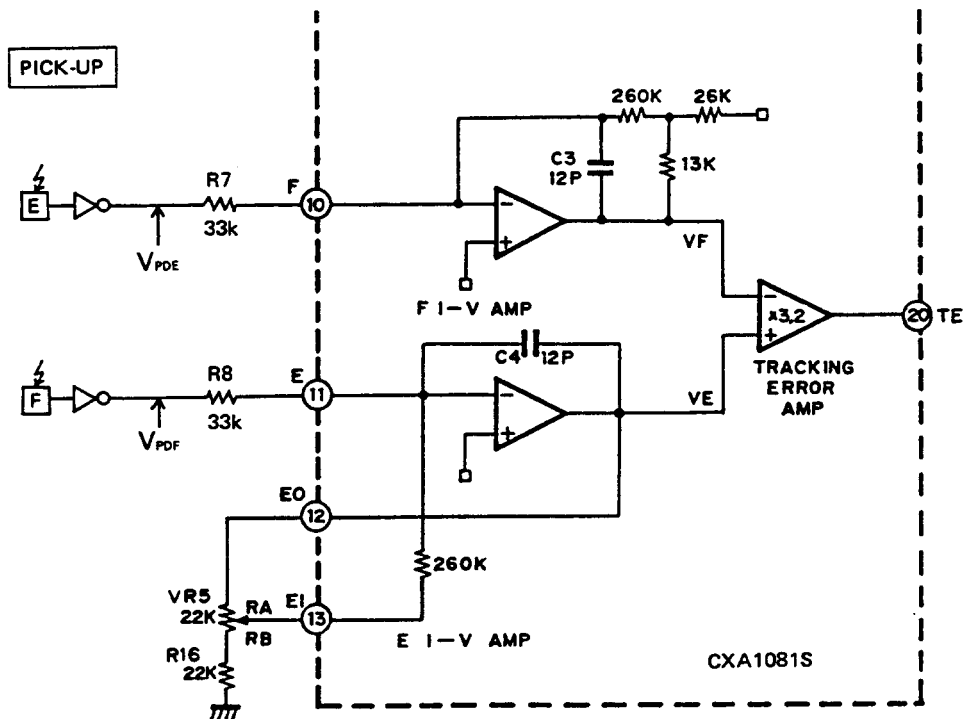 PICK-UP
260K
26K
C3
12P
13K
R7
F
E
10
33k
VPDE
-
+
VF
F I-V AMP
-
x3.2
+
20 TE
TRACKING
ERROR
AMP
C4
12P
R8
E
F
11
33k
VPDF
-
+
VE
EO
12
260K
VR5
22K
RA
EI
13
RB
E I-V AMP
R16
22K
CXA1081S